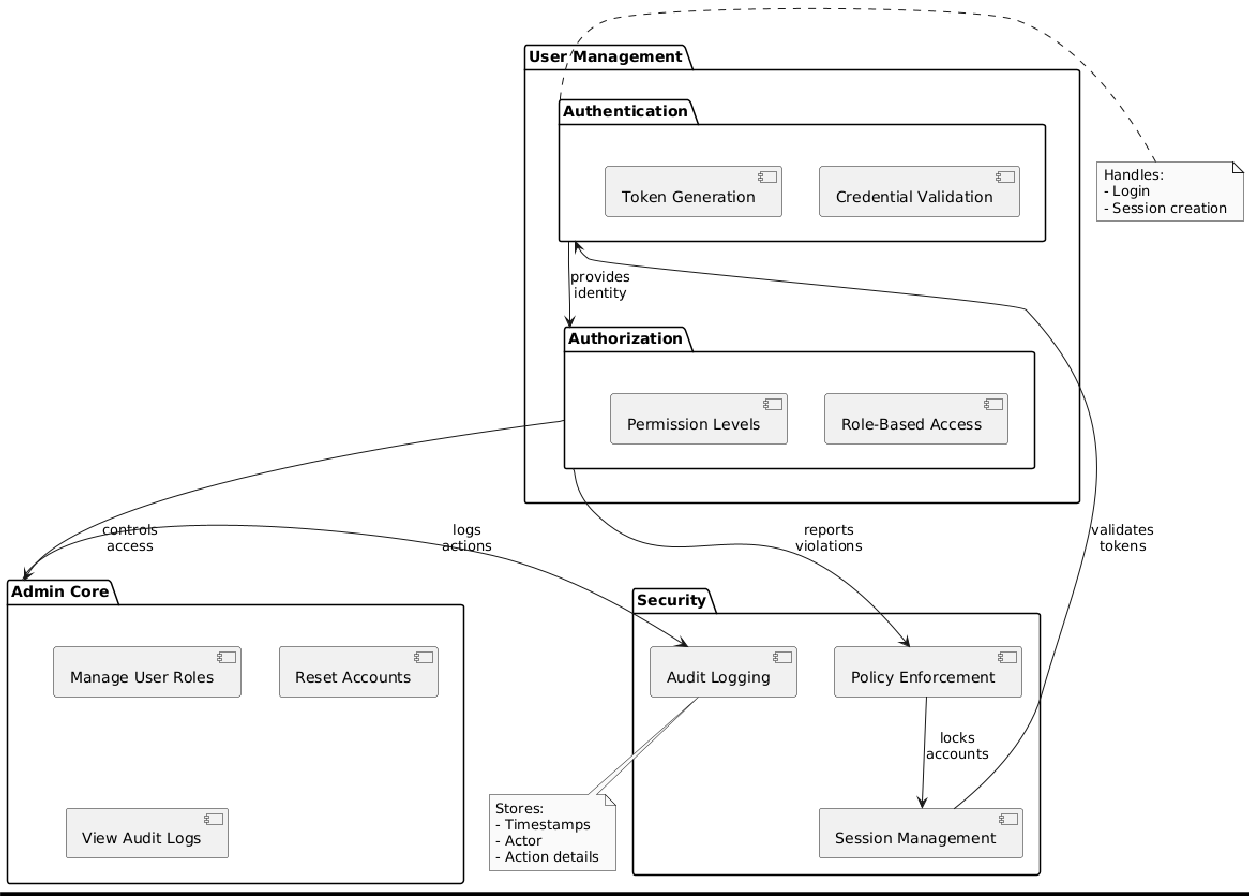 User Management
Authentication
Token Generation
Credential Validation
Handles:
- Login
- Session creation
provides
identity
Authorization
Permission Levels
Role-Based Access
controls
access
logs
actions
reports
violations
validates
tokens
Admin Core
Manage User Roles
Reset Accounts
View Audit Logs
Security
Audit Logging
Policy Enforcement
locks
accounts
Session Management
Stores:
- Timestamps
- Actor
- Action details